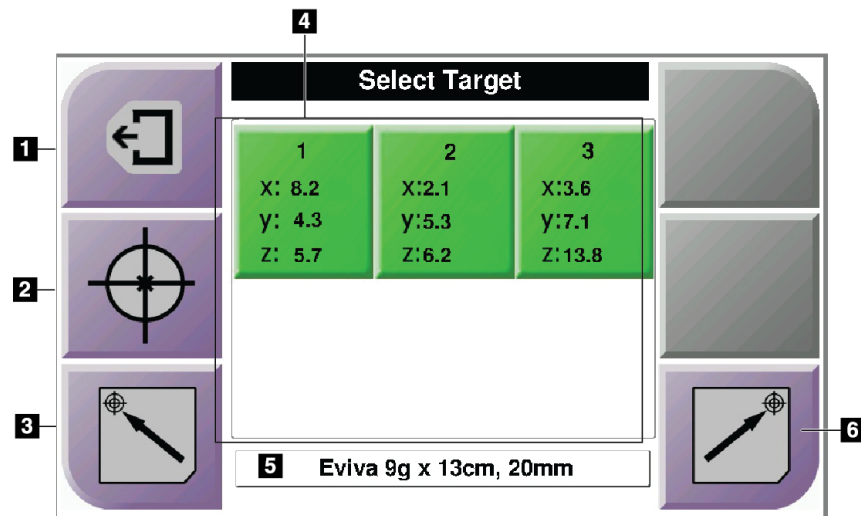 4
Select Target
1
1 2 3
x: 8.2 x:2.1 x:3.6
y: 4.3 y:5.3 y:7.1
z: 5.7 z:6.2 z:13.8
2
3
6
5 Eviva 9g x 13cm, 20mm